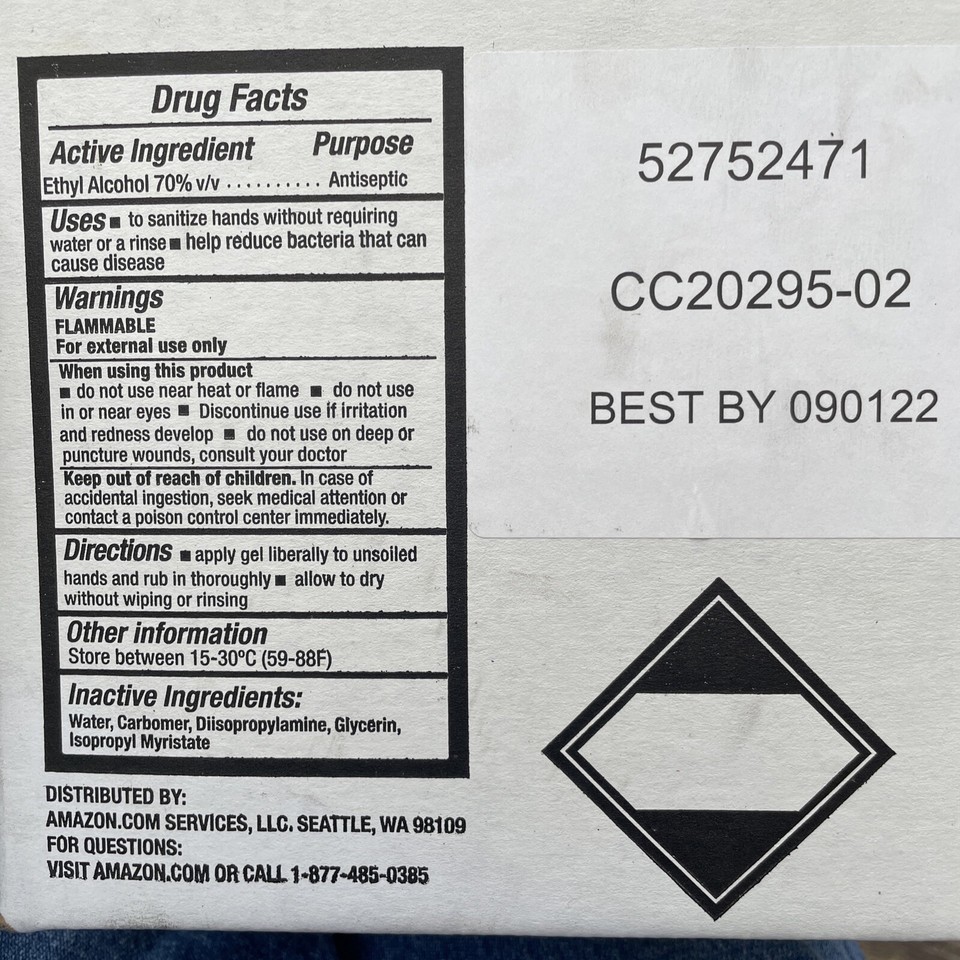 Drug Facts
Active Ingredient Purpose
Ethyl Alcohol 70% v/v .......... Antiseptic
Uses ■ to sanitize hands without requiring
water or a rinse ■ help reduce bacteria that can
cause disease
Warnings
FLAMMABLE
For external use only
When using this product
■ do not use near heat or flame ■ do not use
in or near eyes ■ Discontinue use if irritation
and redness develop ■ do not use on deep or
puncture wounds, consult your doctor
Keep out of reach of children. In case of
accidental ingestion, seek medical attention or
contact a poison control center immediately.
Directions ■ apply gel liberally to unsoiled
hands and rub in thoroughly ■ allow to dry
without wiping or rinsing
Other information
Store between 15-30ºC (59-88F)
Inactive Ingredients:
Water, Carbomer, Diisopropylamine, Glycerin,
Isopropyl Myristate
DISTRIBUTED BY:
AMAZON.COM SERVICES, LLC. SEATTLE, WA 98109
FOR QUESTIONS:
VISIT AMAZON.COM OR CALL 1-877-485-0385
52752471
CC20295-02
BEST BY 090122